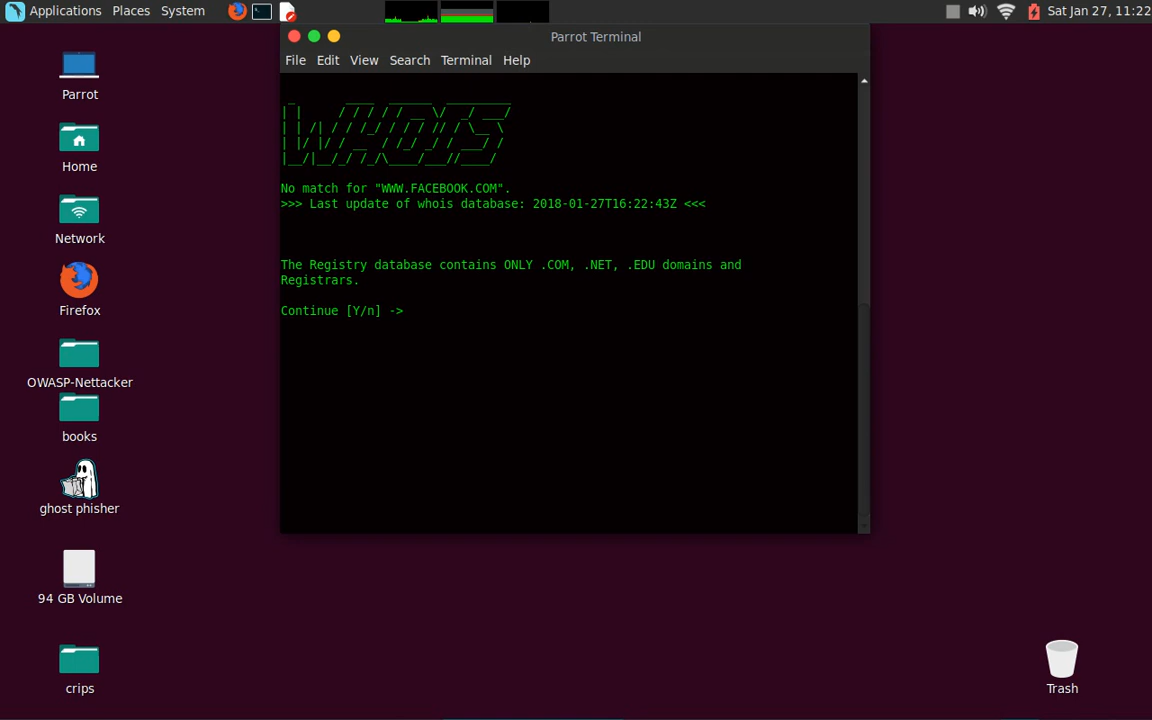 Applications Places System
Sat Jan 27, 11:22
Parrot Terminal
File Edit View Search Terminal Help
WHOIS
No match for "WWW.FACEBOOK.COM".
>>> Last update of whois database: 2018-01-27T16:22:43Z <<<
The Registry database contains ONLY .COM, .NET, .EDU domains and
Registrars.
Continue [Y/n] ->
Parrot
Home
Network
Firefox
OWASP-Nettacker
books
ghost phisher
94 GB Volume
crips
Trash